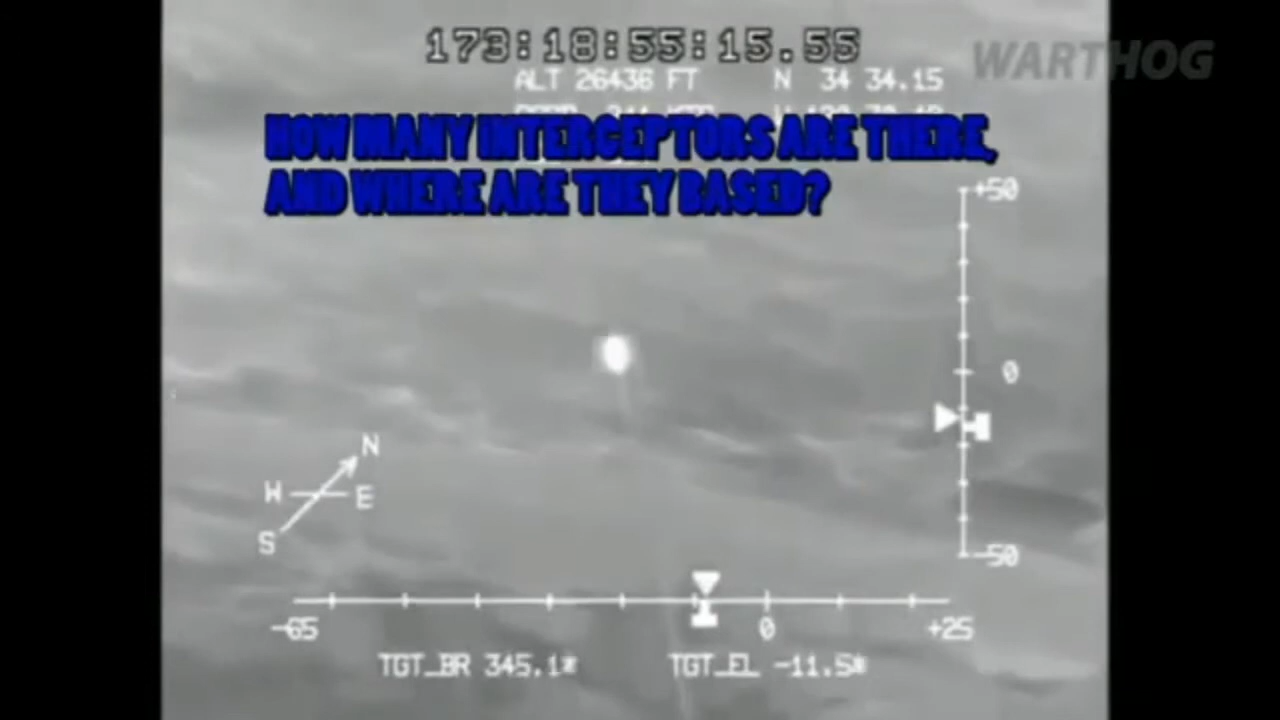 173:18:55:15.55
WARTHOG
ALT 26436 FT N 34 34.15
HOW MANY INTERCEPTORS ARE THERE,
AND WHERE ARE THEY BASED?
+50
0
N
W E
S
-50
-65 0 +25
TGT_BR 345.1* TGT_EL -11.5*